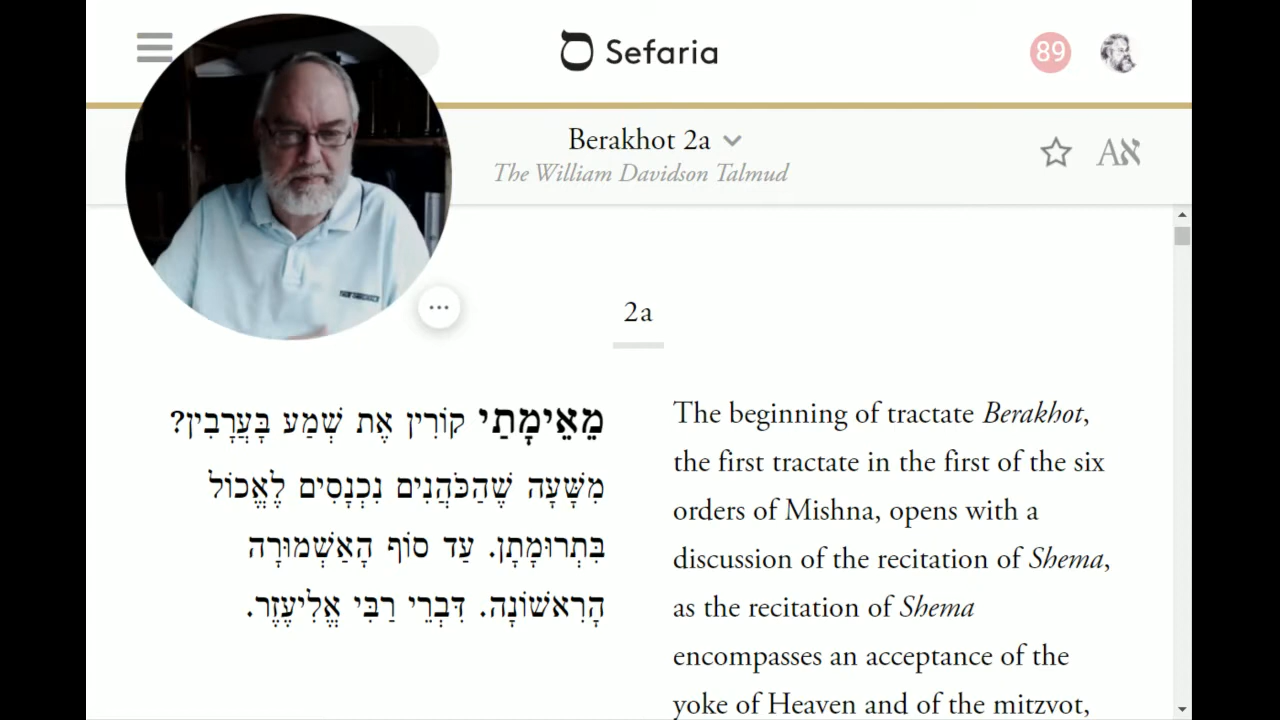 Sefaria
89
Berakhot 2a
The William Davidson Talmud
Aא
2a
מֵאֵימָתַי קוֹרִין אֶת שְׁמַע בָּעֲרָבִין?
מִשָּׁעָה שֶׁהַכֹּהֲנִים נִכְנָסִים לֶאֱכוֹל
בִּתְרוּמָתָן. עַד סוֹף הָאַשְׁמוּרָה
הָרִאשׁוֹנָה. דִּבְרֵי רַבִּי אֱלִיעֶזֶר.
The beginning of tractate Berakhot,
the first tractate in the first of the six
orders of Mishna, opens with a
discussion of the recitation of Shema,
as the recitation of Shema
encompasses an acceptance of the
yoke of Heaven and of the mitzvot,